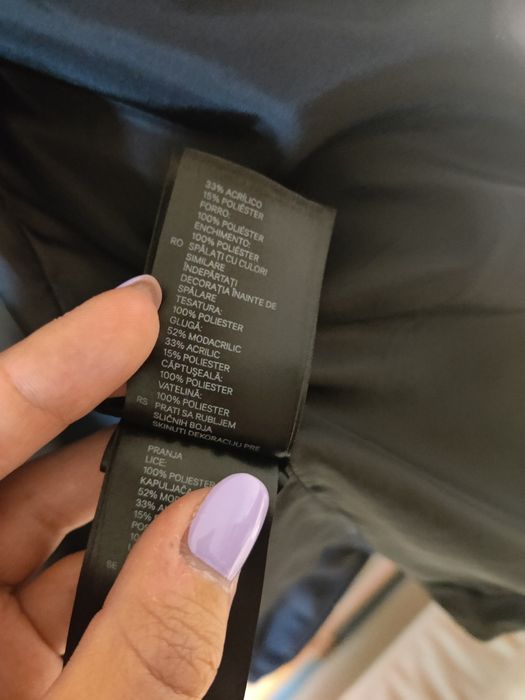 33% ACRÍLICO
15% POLIÉSTER
FORRO:
100% POLIÉSTER
ENCHIMENTO:
100% POLIÉSTER
RO SPĂLAȚI CU CULORI
SIMILARE
ÎNDEPĂRTAȚI
DECORAȚIA ÎNAINTE DE
SPĂLARE
TESATURA:
100% POLIESTER
GLUGĂ:
52% MODACRILIC
33% ACRILIC
15% POLIESTER
CĂPTUȘEALĂ:
100% POLIESTER
VATELINĂ:
100% POLIESTER
RS PRATI SA RUBLJEM
SLIČNIH BOJA
SKINUTI DEKORACIJU PRE
PRANJA
LICE:
100% POLIESTER
KAPULJAČA
52%
33%
15%
SE